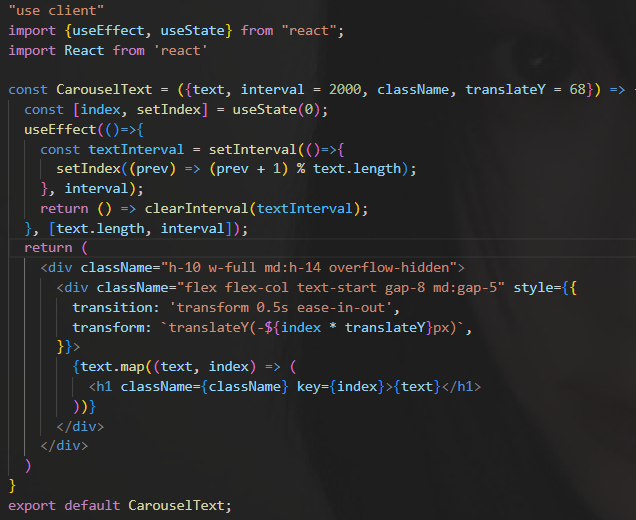 "use client"
import {useEffect, useState} from "react";
import React from 'react'
const CarouselText = ({text, interval = 2000, className, translateY = 68}) => {
const [index, setIndex] = useState(0);
useEffect(()=>{
const textInterval = setInterval(()=>{
setIndex((prev) => (prev + 1) % text.length);
}, interval);
return () => clearInterval(textInterval);
}, [text.length, interval]);
return (
<div className="h-10 w-full md:h-14 overflow-hidden">
<div className="flex flex-col text-start gap-8 md:gap-5" style={{
transition: 'transform 0.5s ease-in-out',
transform: `translateY(-${index * translateY}px)`,
}}>
{text.map((text, index) => (
<h1 className={className} key={index}>{text}</h1>
))}
</div>
</div>
)
}
export default CarouselText;